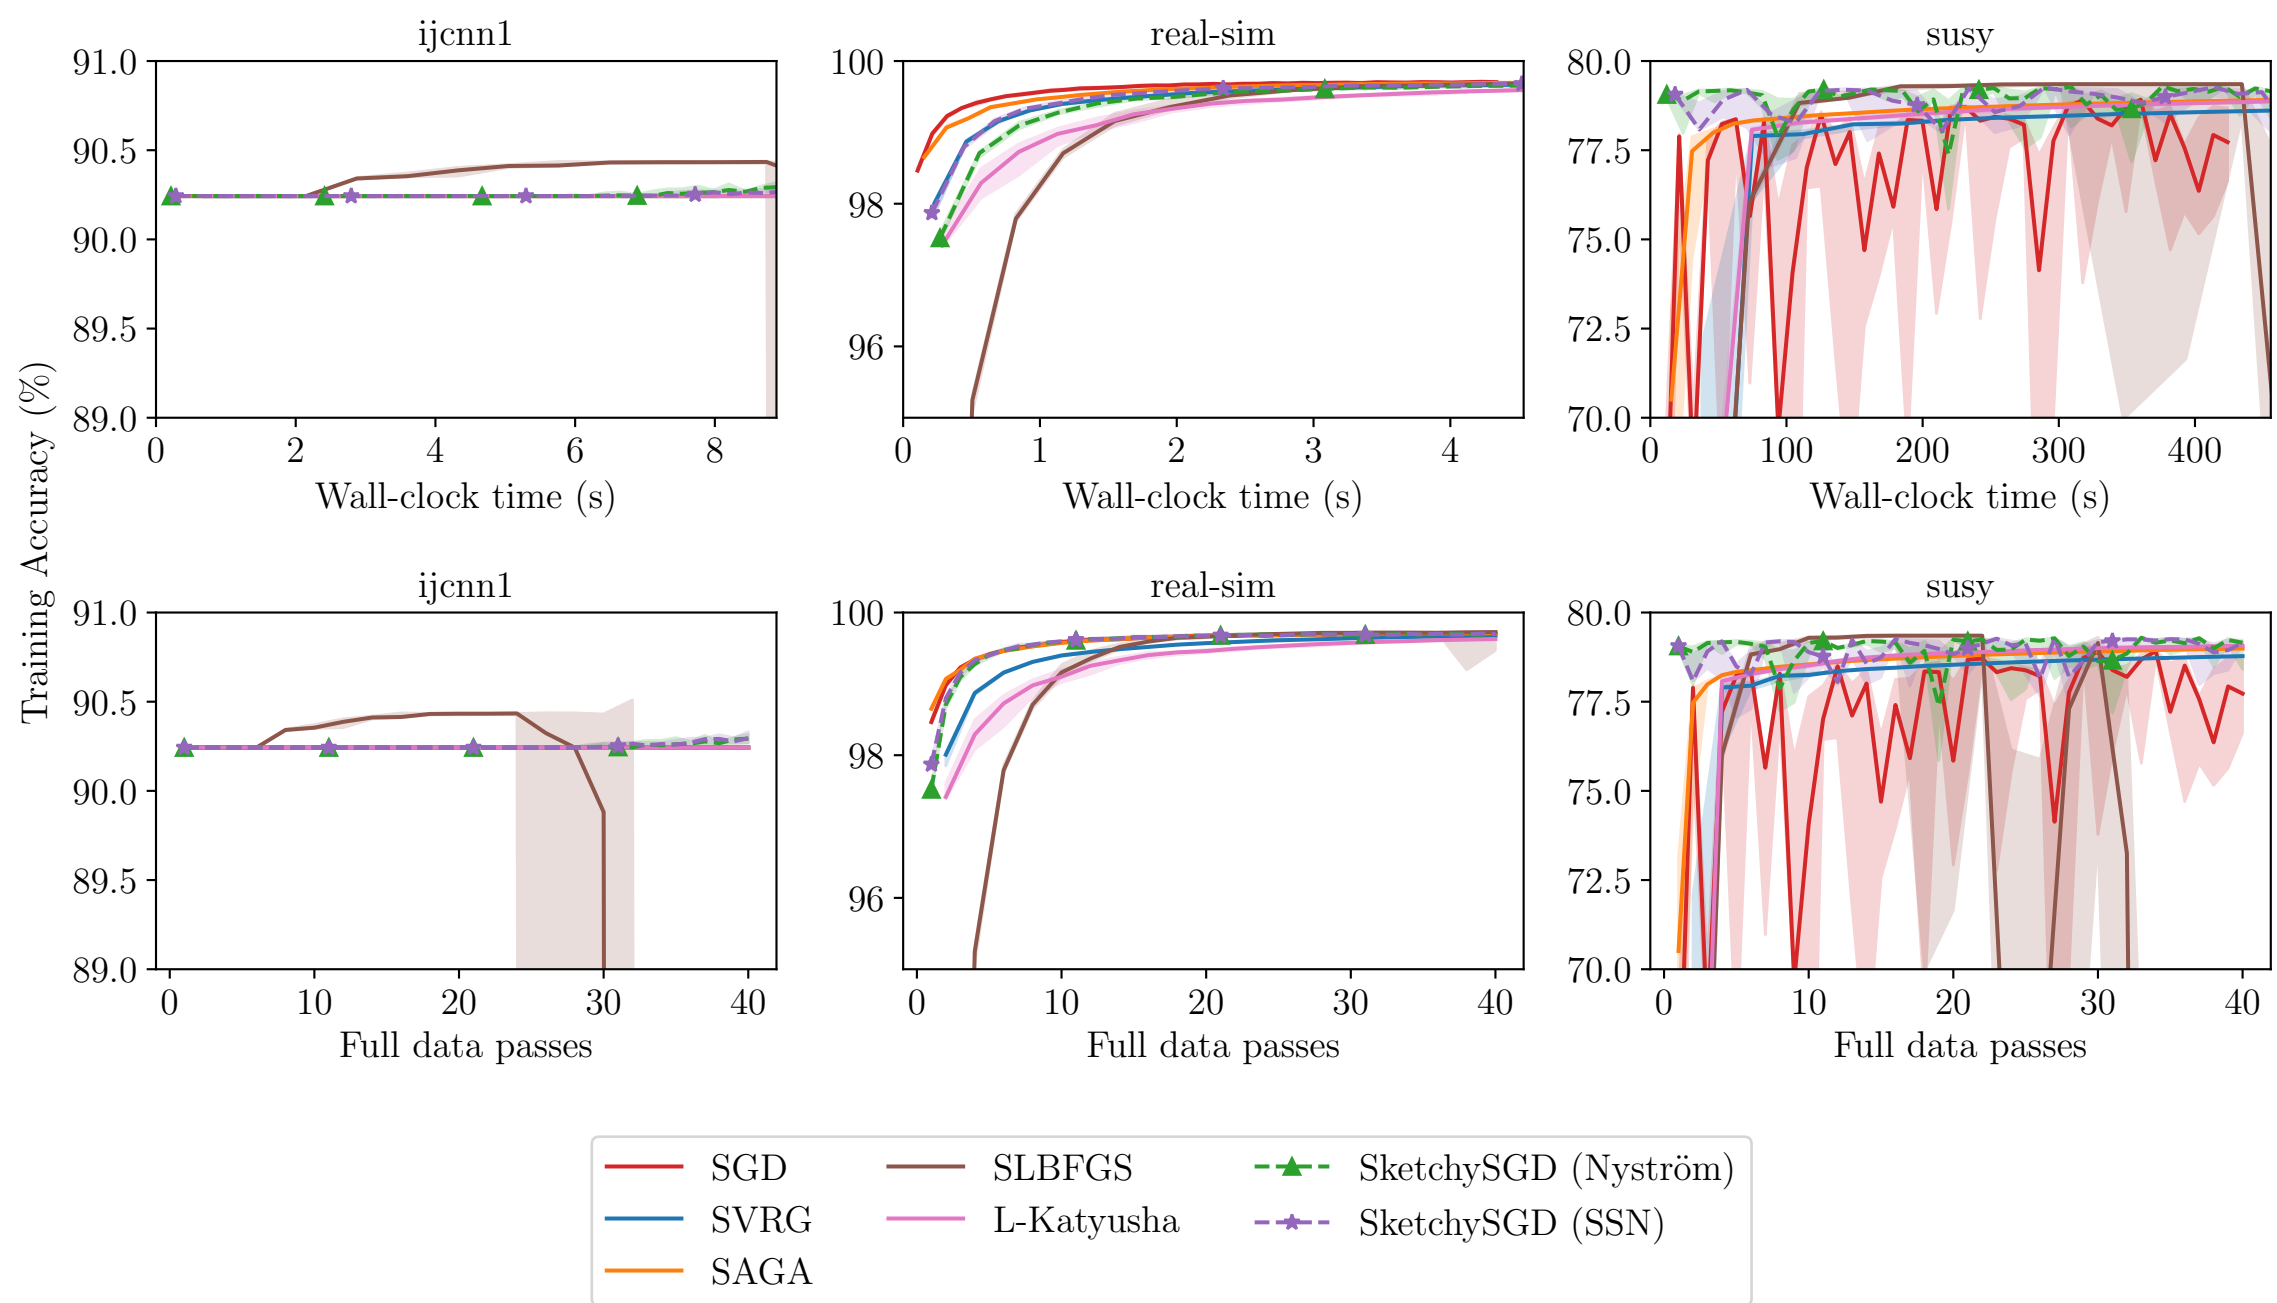 ijcnn1
real-sim
susy
91.0
90.5
90.0
89.5
89.0
0 2 4 6 8
Wall-clock time (s)
100
98
96
0 1 2 3 4
Wall-clock time (s)
80.0
77.5
75.0
72.5
70.0
0 100 200 300 400
Wall-clock time (s)
Training Accuracy (%)
ijcnn1
real-sim
susy
91.0
90.5
90.0
89.5
89.0
0 10 20 30 40
Full data passes
100
98
96
0 10 20 30 40
Full data passes
80.0
77.5
75.0
72.5
70.0
0 10 20 30 40
Full data passes
SGD
SVRG
SAGA
SLBFGS
L-Katyusha
SketchySGD (Nyström)
SketchySGD (SSN)